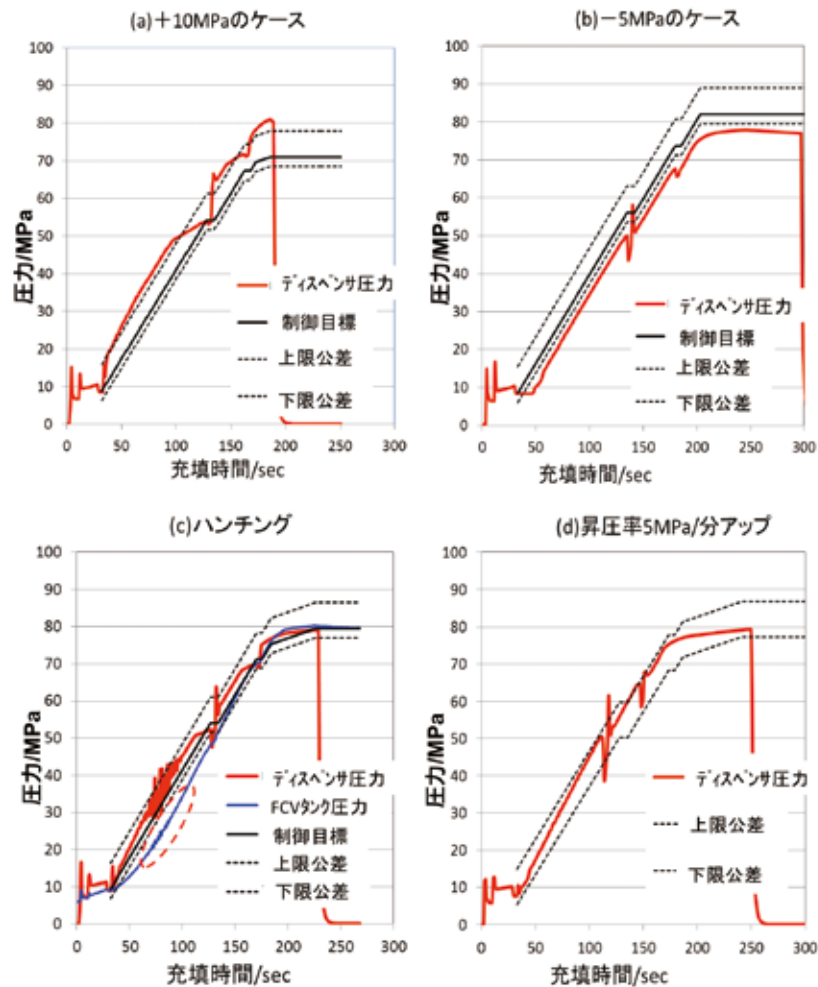 (a)＋10MPaのケース
100
90
80
70
60
50
40
30
20
10
0
圧力/MPa
ディスペンサ圧力
制御目標
上限公差
下限公差
0 50 100 150 200 250 300
充填時間/sec
(b)－5MPaのケース
100
90
80
70
60
50
40
30
20
10
0
圧力/MPa
ディスペンサ圧力
制御目標
上限公差
下限公差
0 50 100 150 200 250 300
充填時間/sec
(c)ハンチング
100
90
80
70
60
50
40
30
20
10
0
圧力/MPa
ディスペンサ圧力
FCVタンク圧力
制御目標
上限公差
下限公差
0 50 100 150 200 250 300
充填時間/sec
(d)昇圧率5MPa/分アップ
100
90
80
70
60
50
40
30
20
10
0
圧力/MPa
ディスペンサ圧力
上限公差
下限公差
0 50 100 150 200 250 300
充填時間/sec